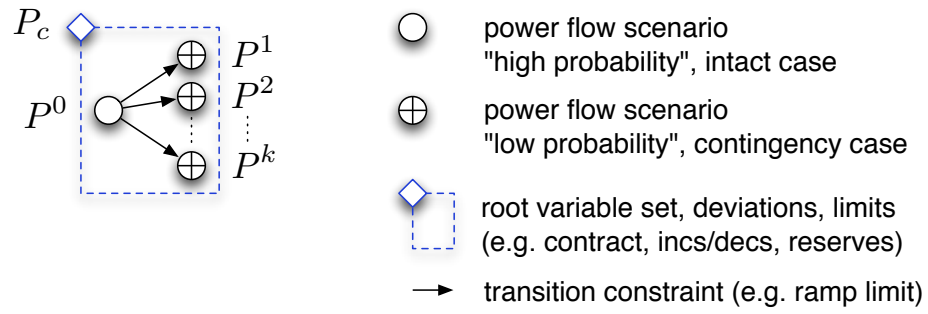 P_c
P^1
P^2
P^0
P^k
power flow scenario
"high probability", intact case
power flow scenario
"low probability", contingency case
root variable set, deviations, limits
(e.g. contract, incs/decs, reserves)
transition constraint (e.g. ramp limit)